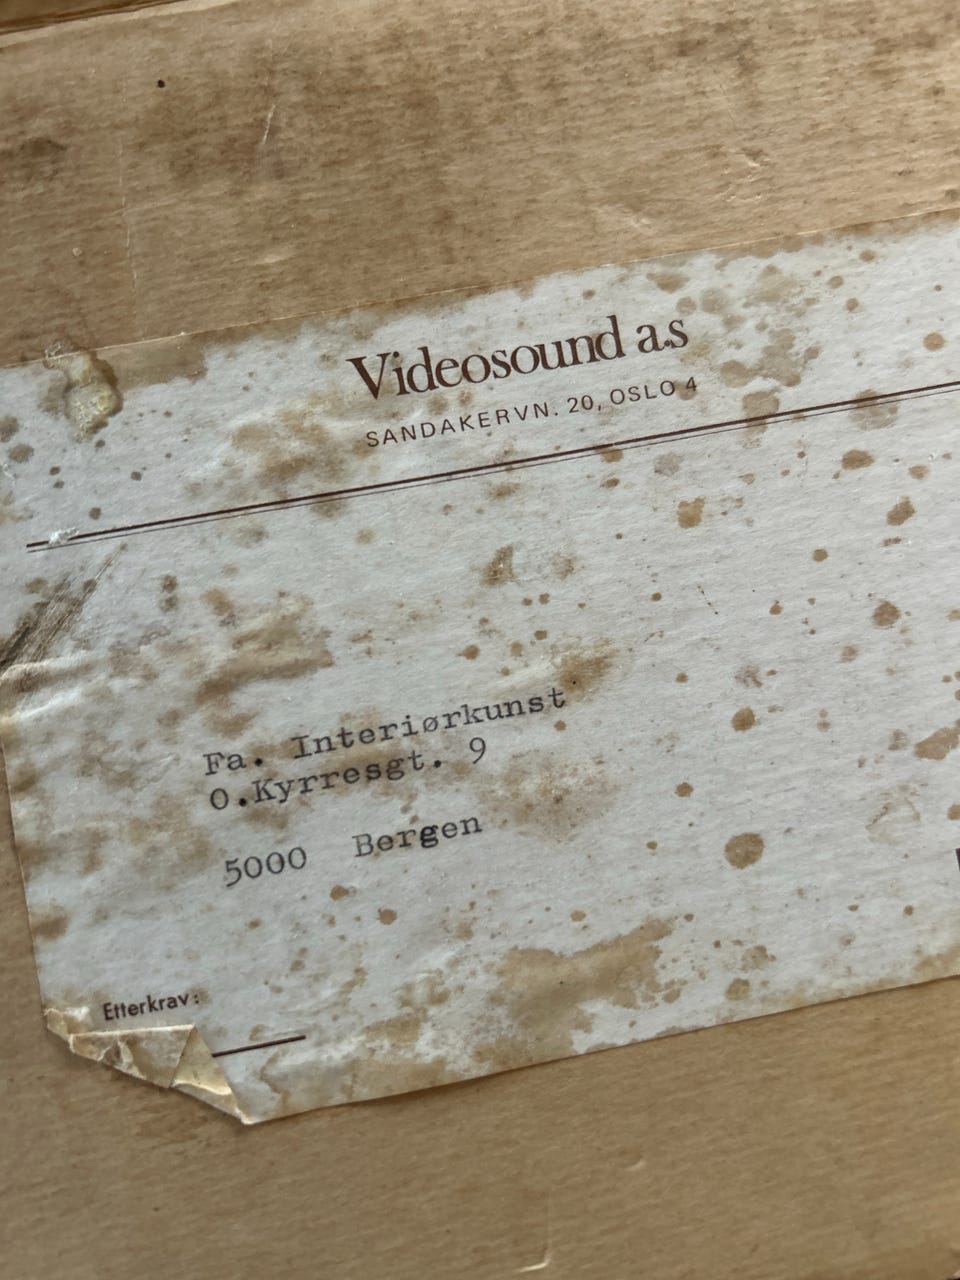 Videosound a.s
SANDAKERVN. 20, OSLO 4
Fa. Interiørkunst
O.Kyrresgt. 9
5000 Bergen
Etterkrav: